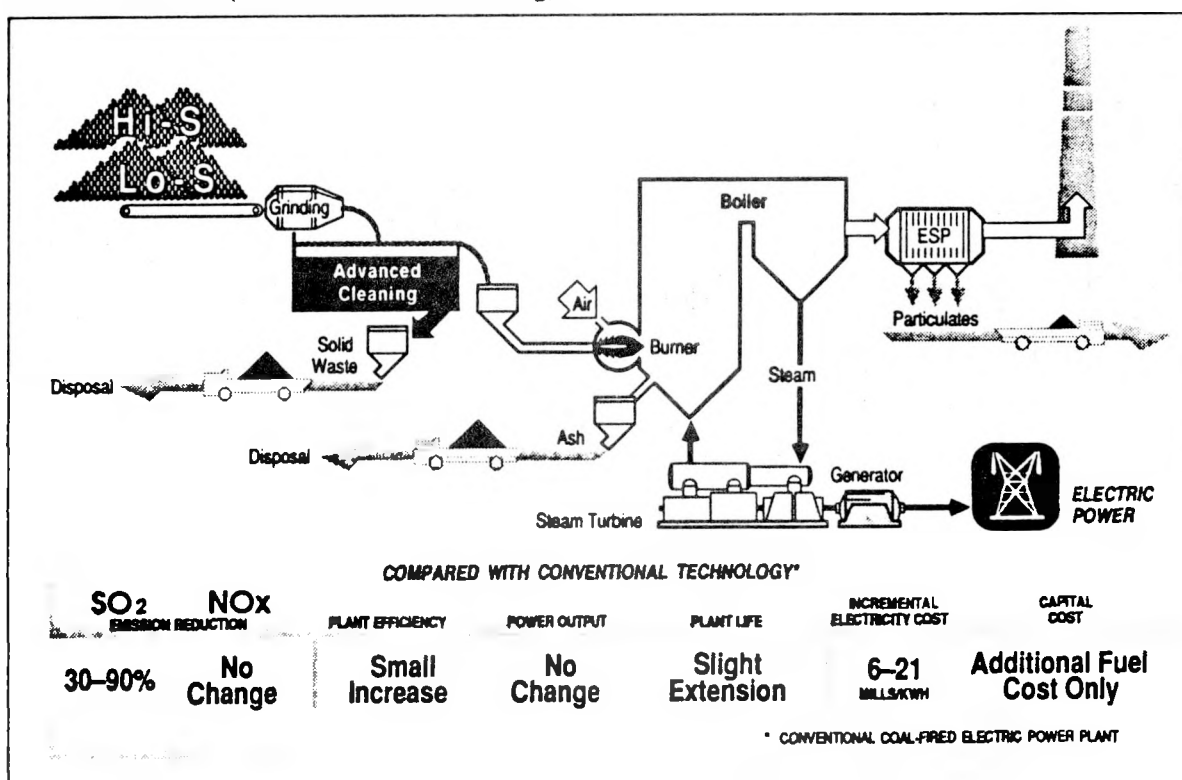 Hi-S
Lo-S
Grinding
Advanced
Cleaning
Solid
Waste
Disposal
Air
Burner
Boiler
ESP
Particulates
Steam
Ash
Disposal
Steam Turbine
Generator
ELECTRIC
POWER
COMPARED WITH CONVENTIONAL TECHNOLOGY*
SO2 NOx
EMISSION REDUCTION
PLANT EFFICIENCY
POWER OUTPUT
PLANT LIFE
INCREMENTAL
ELECTRICITY COST
CAPITAL
COST
30–90%
No
Change
Small
Increase
No
Change
Slight
Extension
6–21
MILLS/KWH
Additional Fuel
Cost Only
* CONVENTIONAL COAL-FIRED ELECTRIC POWER PLANT